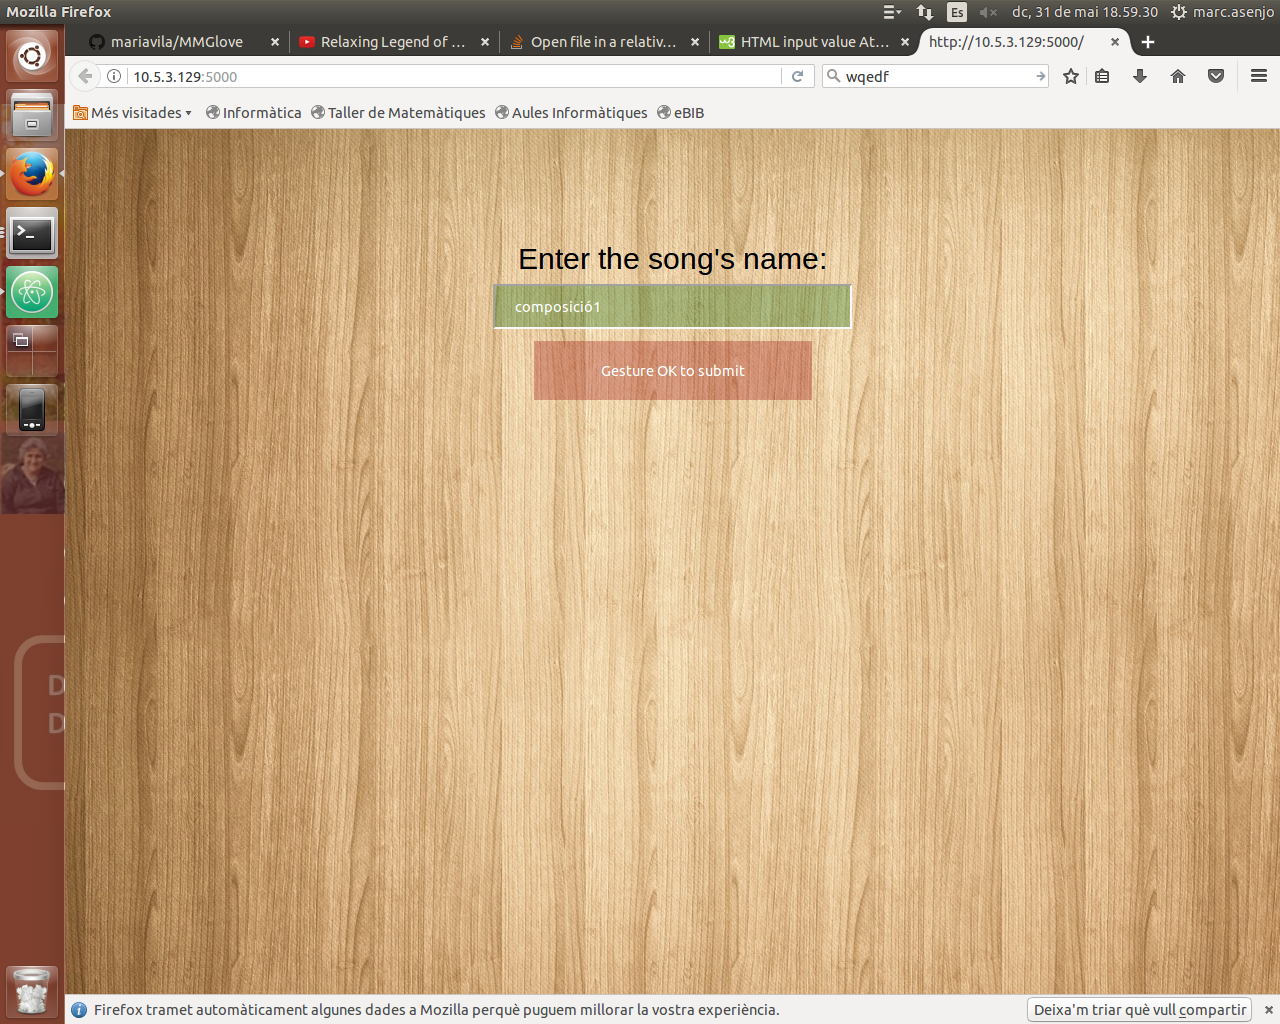 Mozilla Firefox
Es
dc, 31 de mai 18.59.30
marc.asenjo
mariavila/MMGlove
Relaxing Legend of ...
Open file in a relativ...
HTML input value At...
http://10.5.3.129:5000/
10.5.3.129:5000
wqedf
Més visitades
Informàtica
Taller de Matemàtiques
Aules Informàtiques
eBIB
Enter the song's name:
composició1
Gesture OK to submit
D
D
Firefox tramet automàticament algunes dades a Mozilla perquè puguem millorar la vostra experiència.
Deixa'm triar què vull compartir